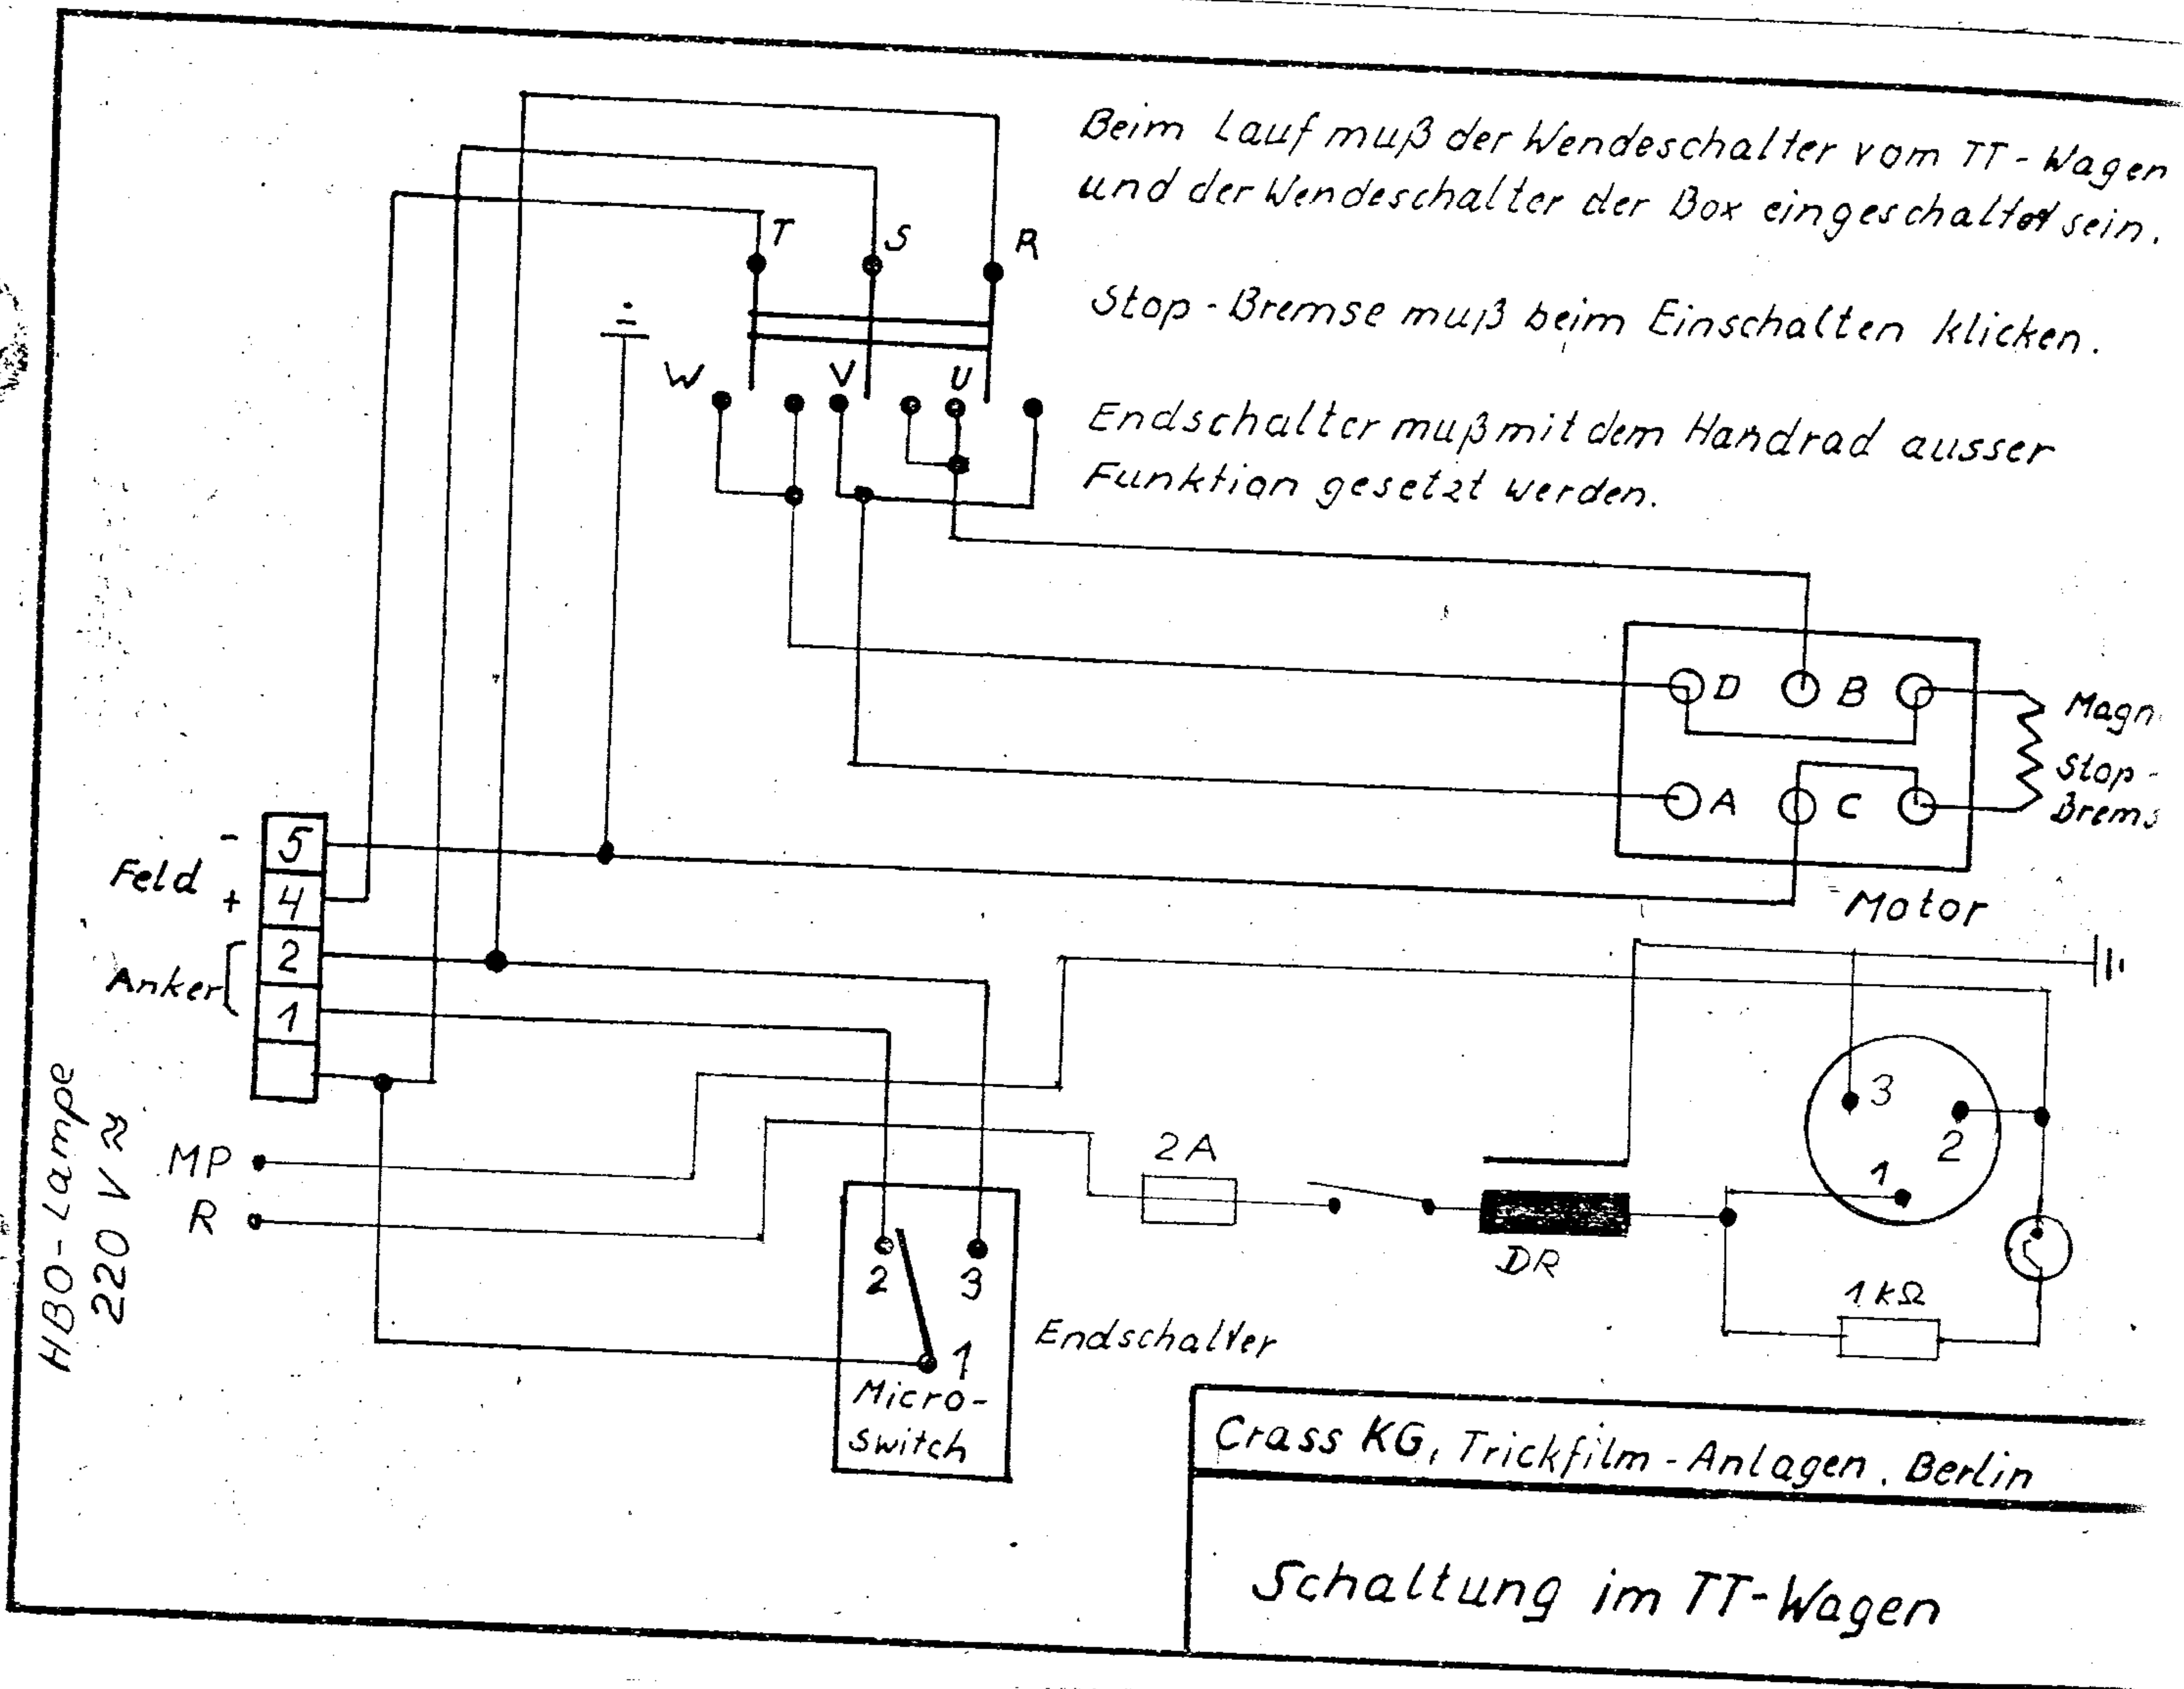 Beim Lauf muß der Wendeschalter vom TT-Wagen
und der Wendeschalter der Box eingeschaltet sein.
Stop-Bremse muß beim Einschalten klicken.
Endschalter muß mit dem Handrad ausser
Funktion gesetzt werden.
T S R
W V U
D B
A C
Magn
Stop-
Brems
Motor
Feld - 5
+ 4
Anker 2
1
HBO-Lampe
220 V ≈
MP
R
2 3
1
Micro-
switch
Endschalter
2A
DR
3
2
1
1 kΩ
Crass KG, Trickfilm-Anlagen. Berlin
Schaltung im TT-Wagen